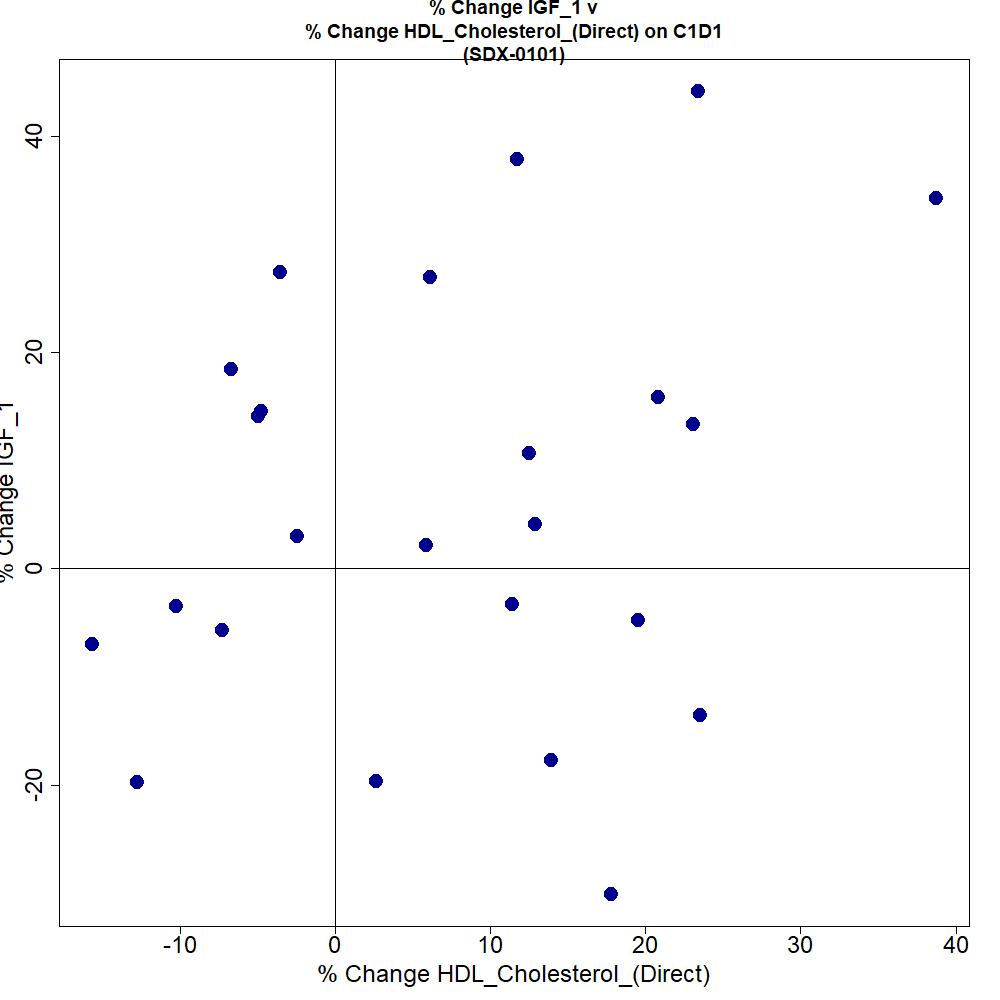 % Change IGF_1 v
% Change HDL_Cholesterol_(Direct) on C1D1
(SDX-0101)
% Change IGF_1
40
20
0
-20
-10
0
10
20
30
40
% Change HDL_Cholesterol_(Direct)